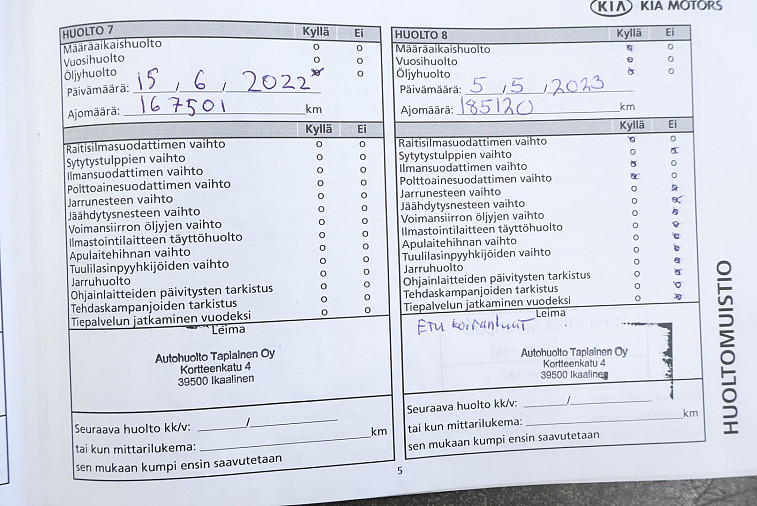 KIA KIA MOTORS
HUOLTO 7 Kyllä Ei
Määräaikaishuolto o o
Vuosihuolto o o
Öljyhuolto o
Päivämäärä: 15 / 6 / 2022
Ajomäärä: 167501 km
Kyllä Ei
Raitisilmasuodattimen vaihto o o
Sytytystulppien vaihto o o
Ilmansuodattimen vaihto o o
Polttoainesuodattimen vaihto o o
Jarrunesteen vaihto o o
Jäähdytysnesteen vaihto o o
Voimansiirron öljyjen vaihto o o
Ilmastointilaitteen täyttöhuolto o o
Apulaitehihnan vaihto o o
Tuulilasinpyyhkijöiden vaihto o o
Jarruhuolto o o
Ohjainlaitteiden päivitysten tarkistus o o
Tehdaskampanjoiden tarkistus o o
Tiepalvelun jatkaminen vuodeksi o o
Leima
Autohuolto Taplainen Oy
Kortteenkatu 4
39500 Ikaalinen
Seuraava huolto kk/v: /
tai kun mittarilukema: km
sen mukaan kumpi ensin saavutetaan
HUOLTO 8 Kyllä Ei
Määräaikaishuolto o
Vuosihuolto o
Öljyhuolto o
Päivämäärä: 5 / 5 / 2023
Ajomäärä: 185120 km
Kyllä Ei
Raitisilmasuodattimen vaihto o
Sytytystulppien vaihto o
Ilmansuodattimen vaihto o
Polttoainesuodattimen vaihto o
Jarrunesteen vaihto o
Jäähdytysnesteen vaihto o
Voimansiirron öljyjen vaihto o
Ilmastointilaitteen täyttöhuolto o
Apulaitehihnan vaihto o
Tuulilasinpyyhkijöiden vaihto o
Jarruhuolto o
Ohjainlaitteiden päivitysten tarkistus o
Tehdaskampanjoiden tarkistus o
Tiepalvelun jatkaminen vuodeksi o
Leima
ETU koiranluut
Autohuolto Taplainen Oy
Kortteenkatu 4
39500 Ikaalinen
Seuraava huolto kk/v: /
tai kun mittarilukema: km
sen mukaan kumpi ensin saavutetaan
HUOLTOMUISTIO
5